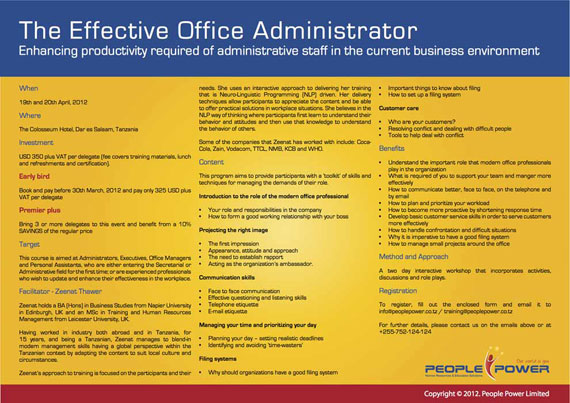 The Effective Office Administrator
Enhancing productivity required of administrative staff in the current business environment
When
19th and 20th April, 2012
Where
The Colosseum Hotel, Dar es Salaam, Tanzania
Investment
USD 350 plus VAT per delegate (fee covers training materials, lunch
and refreshments and certification).
Early bird
Book and pay before 30th March, 2012 and pay only 325 USD plus
VAT per delegate
Premier plus
Bring 3 or more delegates to this event and benefit from a 10%
SAVINGS of the regular price
Target
This course is aimed at Administrators, Executives, Office Managers
and Personal Assistants, who are either entering the Secretarial or
Administrative field for the first time; or are experienced professionals
who wish to update and enhance their effectiveness in the workplace.
Facilitator - Zeenat Thawer
Zeenat holds a BA (Hons) in Business Studies from Napier University
in Edinburgh, UK and an MSc in Training and Human Resources
Management from Leicester University, UK.
Having worked in industry both abroad and in Tanzania, for
15 years, and being a Tanzanian, Zeenat manages to blend-in
modern management skills having a global perspective within the
Tanzanian context by adapting the content to suit local culture and
circumstances.
Zeenat's approach to training is focused on the participants and their
needs. She uses an interactive approach to delivering her training
that is Neuro-Linguistic Programming (NLP) driven. Her delivery
techniques allow participants to appreciate the content and be able
to offer practical solutions in workplace situations. She believes in the
NLP way of thinking where participants first learn to understand their
behavior and attitudes and then use that knowledge to understand
the behavior of others.
Some of the companies that Zeenat has worked with include: Coca-
Cola, Zain, Vodacom, TTCL, NMB, KCB and WHO.
Content
This program aims to provide participants with a 'toolkit' of skills and
techniques for managing the demands of their role.
Introduction to the role of the modern office professional
• Your role and responsibilities in the company
• How to form a good working relationship with your boss
Projecting the right image
• The first impression
• Appearance, attitude and approach
• The need to establish rapport
• Acting as the organization's ambassador.
Communication skills
• Face to face communication
• Effective questioning and listening skills
• Telephone etiquette
• E-mail etiquette
Managing your time and prioritizing your day
• Planning your day – setting realistic deadlines
• Identifying and avoiding 'time-wasters'
Filing systems
• Why should organizations have a good filing system
• Important things to know about filing
• How to set up a filing system
Customer care
• Who are your customers?
• Resolving conflict and dealing with difficult people
• Tools to help deal with conflict
Benefits
• Understand the important role that modern office professionals
play in the organization
• What is required of you to support your team and manger more
effectively
• How to communicate better, face to face, on the telephone and
by email
• How to plan and prioritize your workload
• How to become more proactive by shortening response time
• Develop basic customer service skills in order to serve customers
more effectively
• How to handle confrontation and difficult situations
• Why it is imperative to have a good filing system
• How to manage small projects around the office
Method and Approach
A two day interactive workshop that incorporates activities,
discussions and role plays.
Registration
To register, fill out the enclosed form and email it to
info@peoplepower.co.tz / training@peoplepower.co.tz
For further details, please contact us on the emails above or at
+255-752-124-124
PEOPLE POWER
Copyright © 2012. People Power Limited